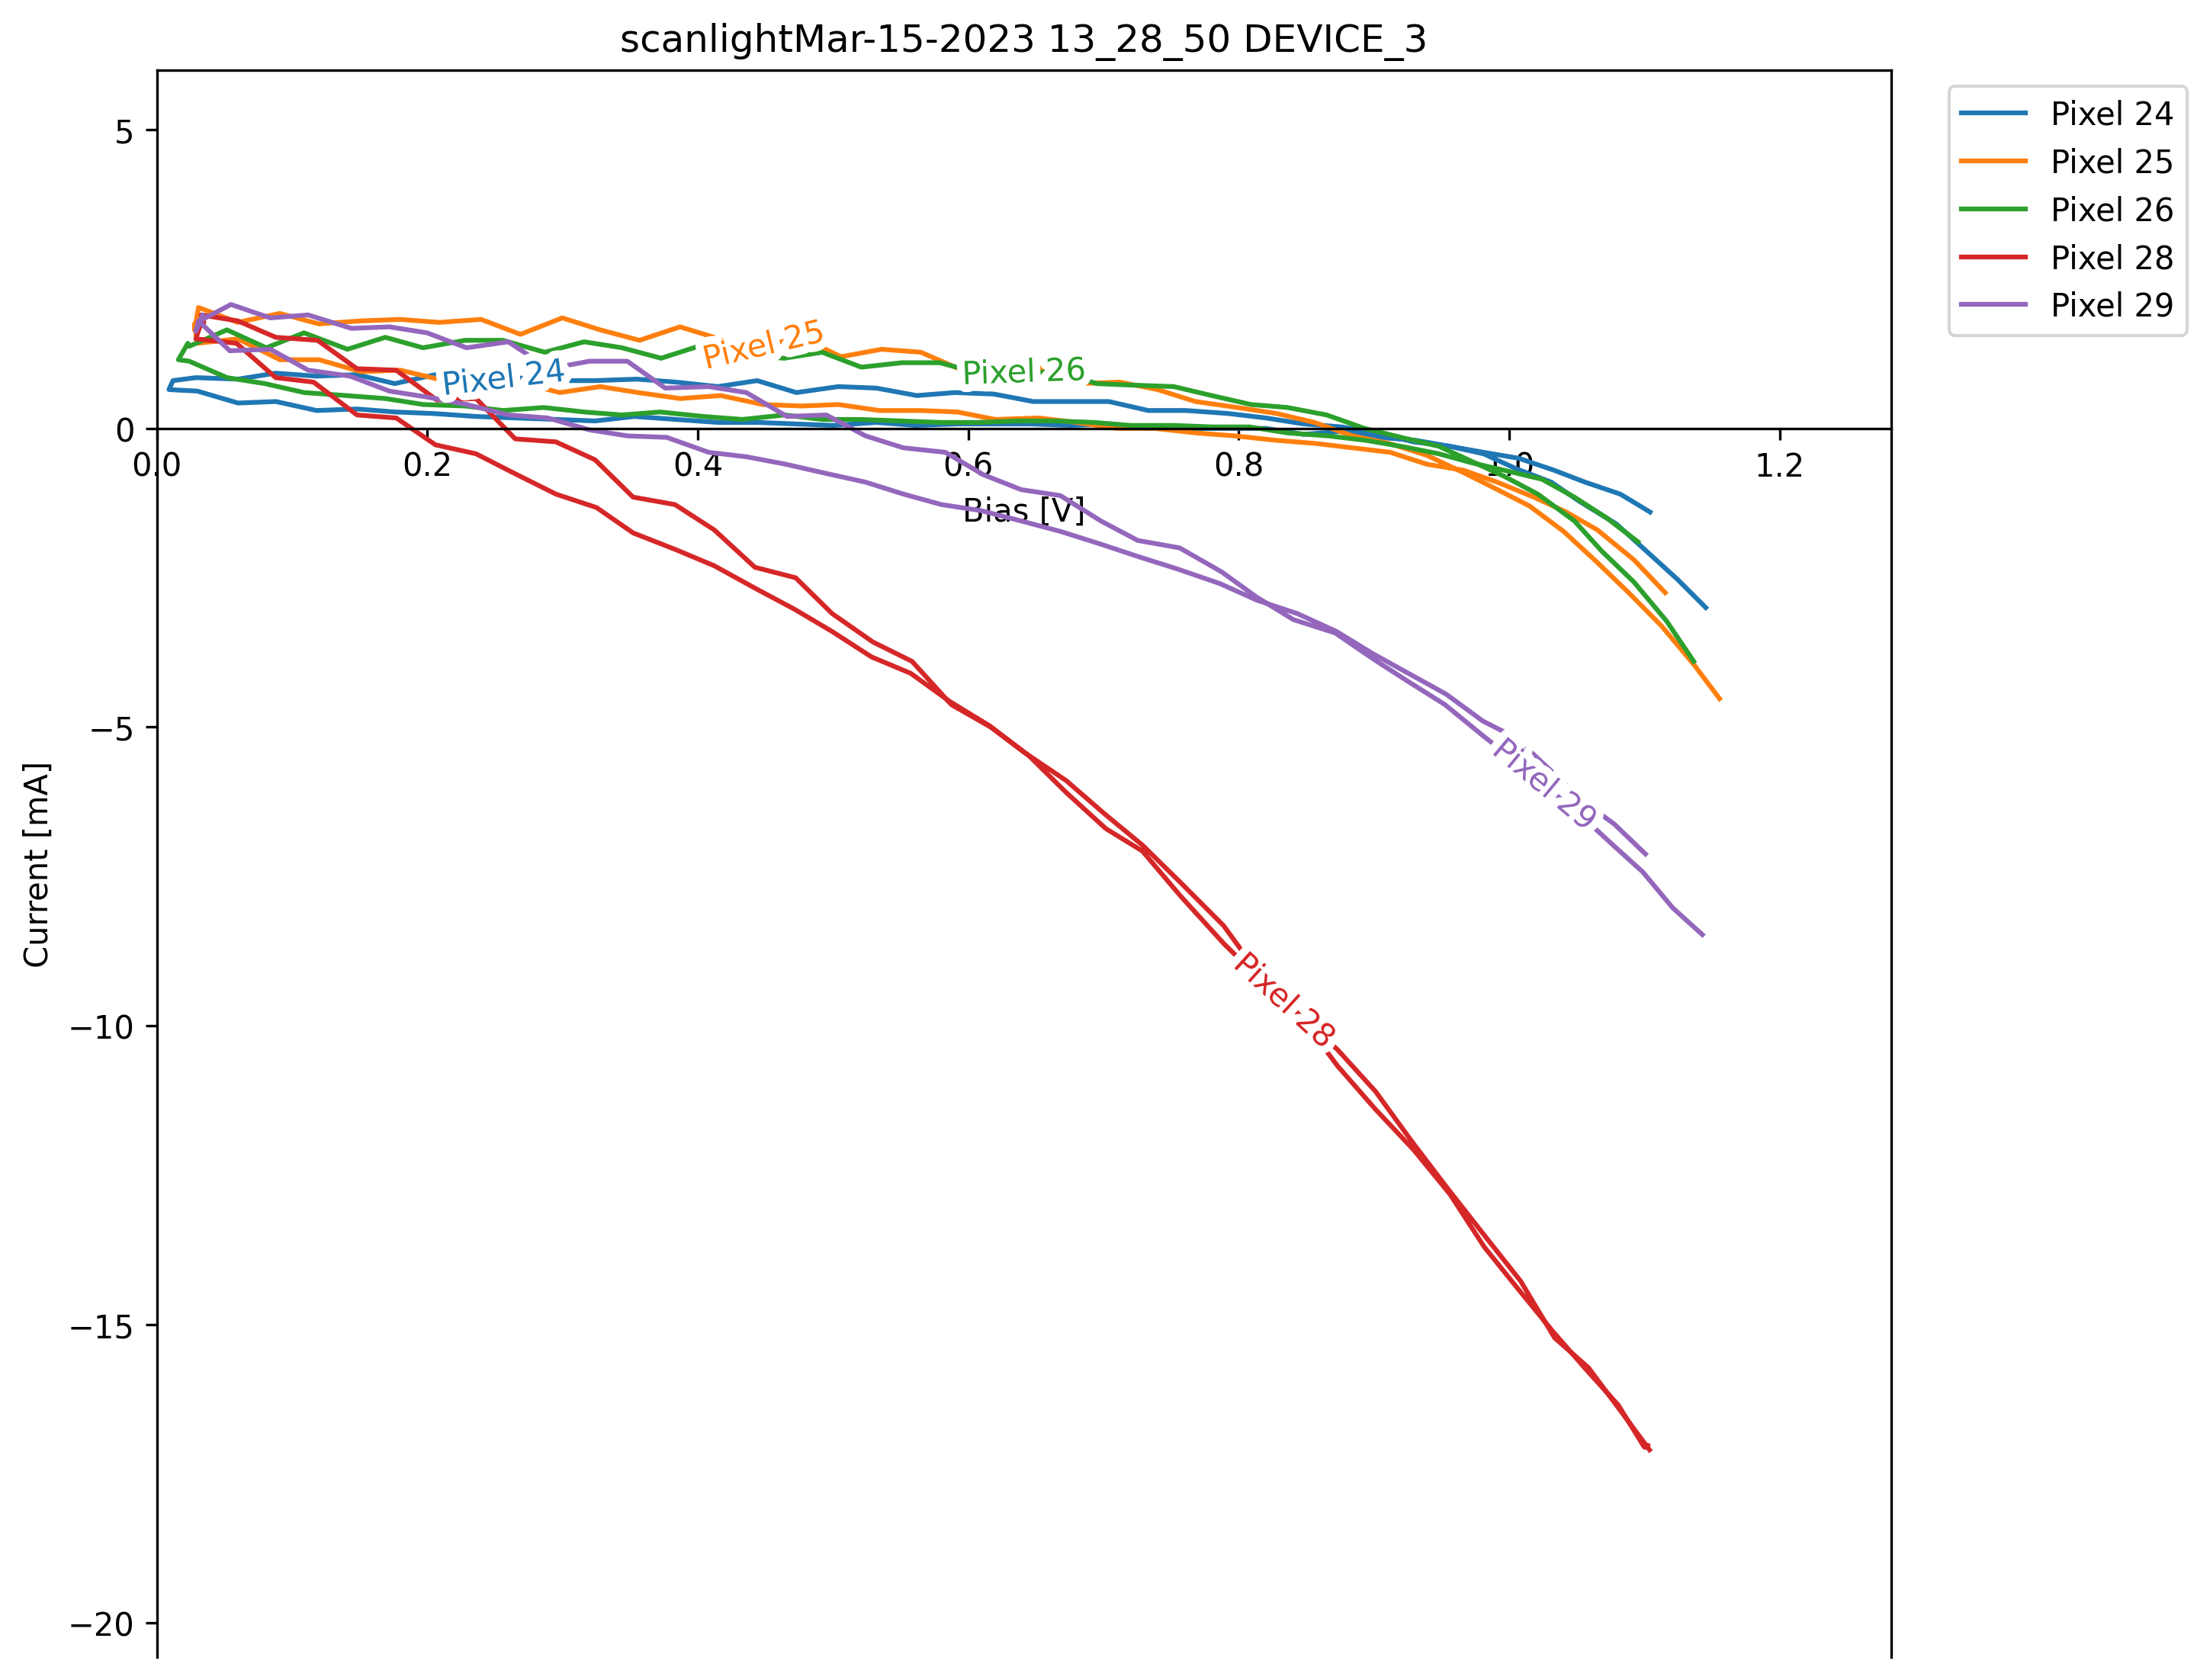 scanlightMar-15-2023 13_28_50 DEVICE_3
Pixel 24
Pixel 25
Pixel 26
Pixel 28
Pixel 29
5
0
−5
−10
−15
−20
Current [mA]
0.0 0.2 0.4 0.6 0.8 1.0 1.2
Bias [V]
Pixel 24
Pixel 25
Pixel 26
Pixel 29
Pixel 28